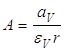 A = a_V / (ε_V r)